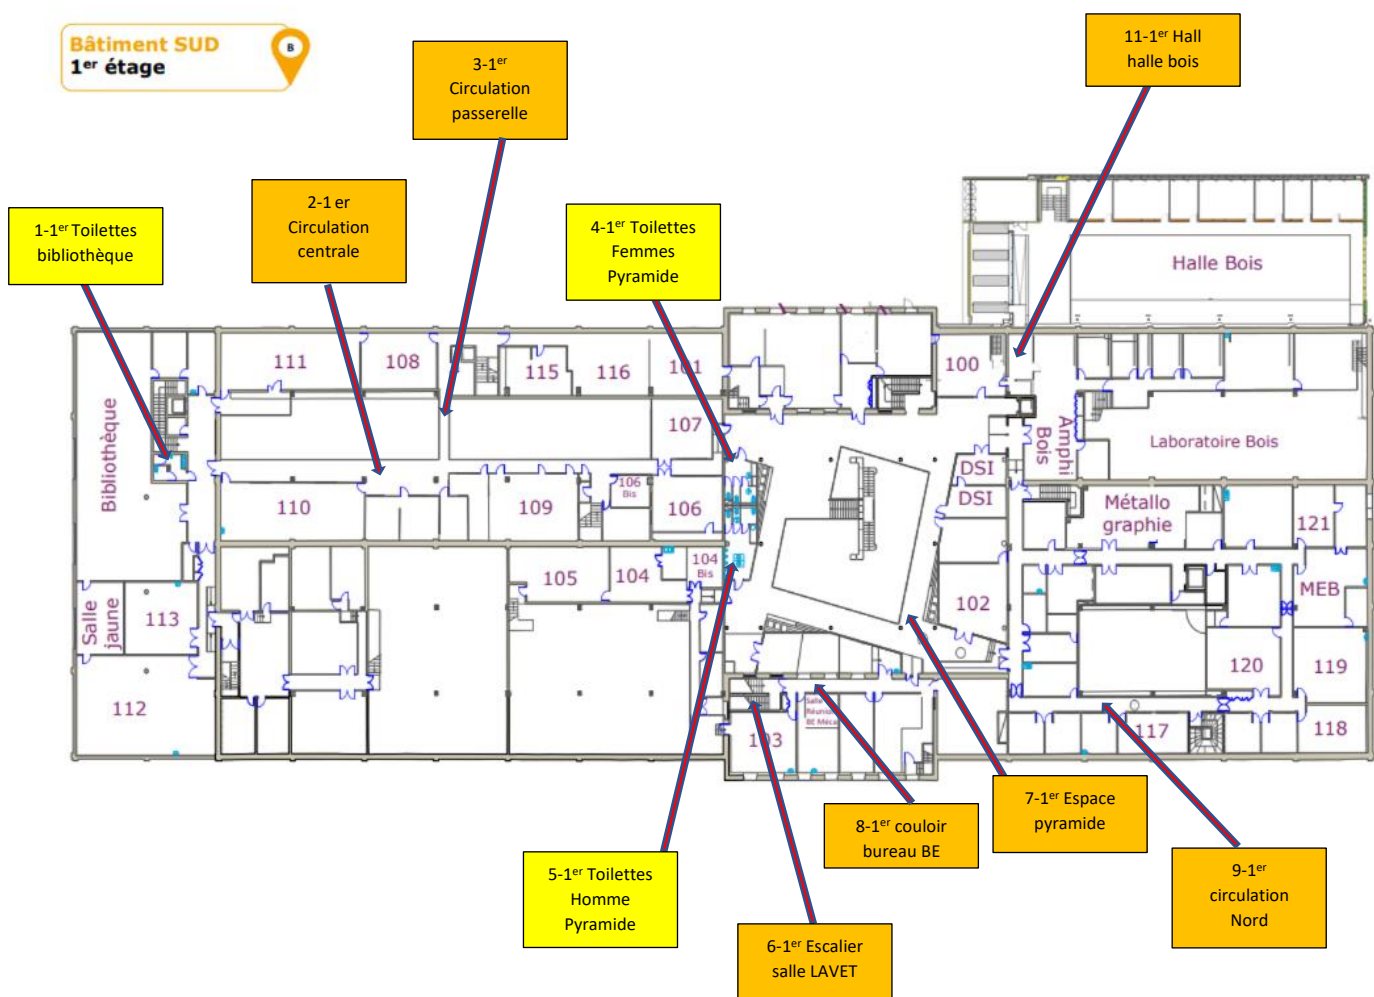 Bâtiment SUD
B
1er étage
11-1er Hall
halle bois
3-1er
Circulation
passerelle
2-1 er
Circulation
centrale
1-1er Toilettes
bibliothèque
4-1er Toilettes
Femmes
Pyramide
Halle Bois
111
108
115
116
101
100
Bibliothèque
107
Amphi
Bois
Laboratoire Bois
DSI
DSI
110
109
106
Bis
106
Métallo
graphie
121
105
104
104
Bis
102
MEB
Salle
jaune
113
120
119
112
103
Salle
Réunion
BE Méca
117
118
8-1er couloir
bureau BE
7-1er Espace
pyramide
5-1er Toilettes
Homme
Pyramide
9-1er
circulation
Nord
6-1er Escalier
salle LAVET